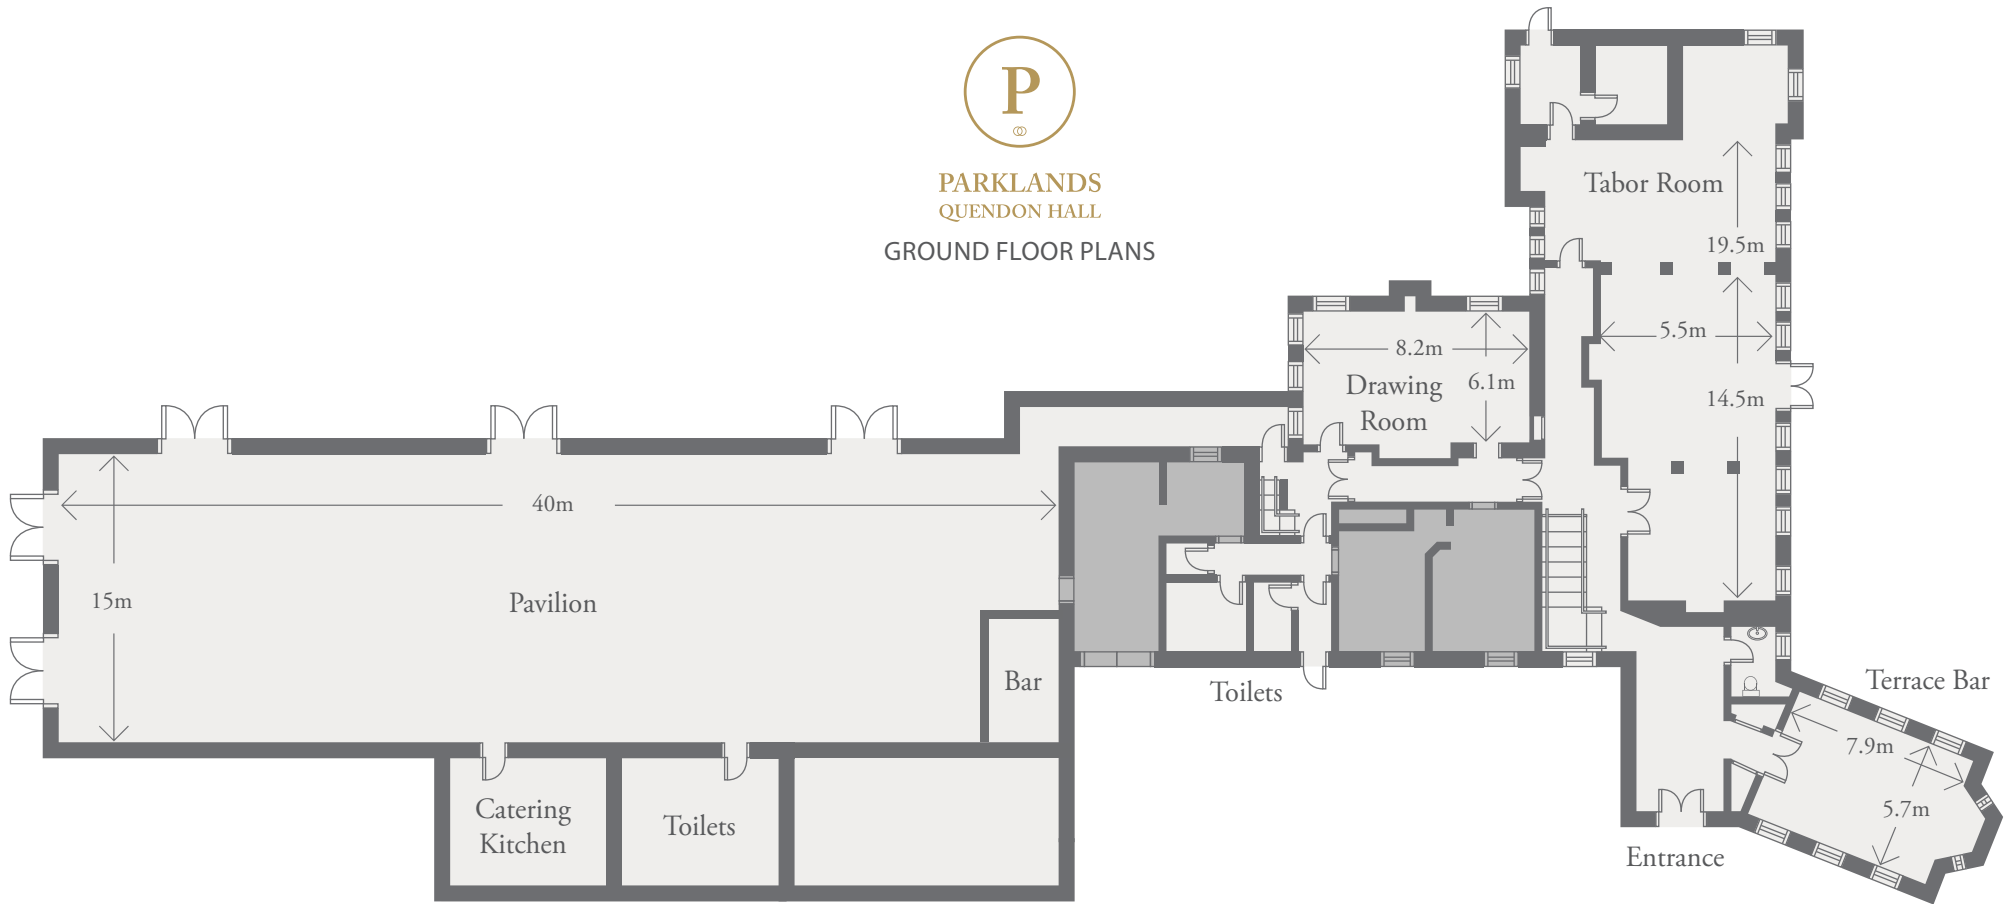 P
PARKLANDS
QUENDON HALL
GROUND FLOOR PLANS
Tabor Room
19.5m
5.5m
14.5m
8.2m
6.1m
Drawing
Room
40m
15m
Pavilion
Bar
Toilets
Terrace Bar
7.9m
5.7m
Catering
Kitchen
Toilets
Entrance